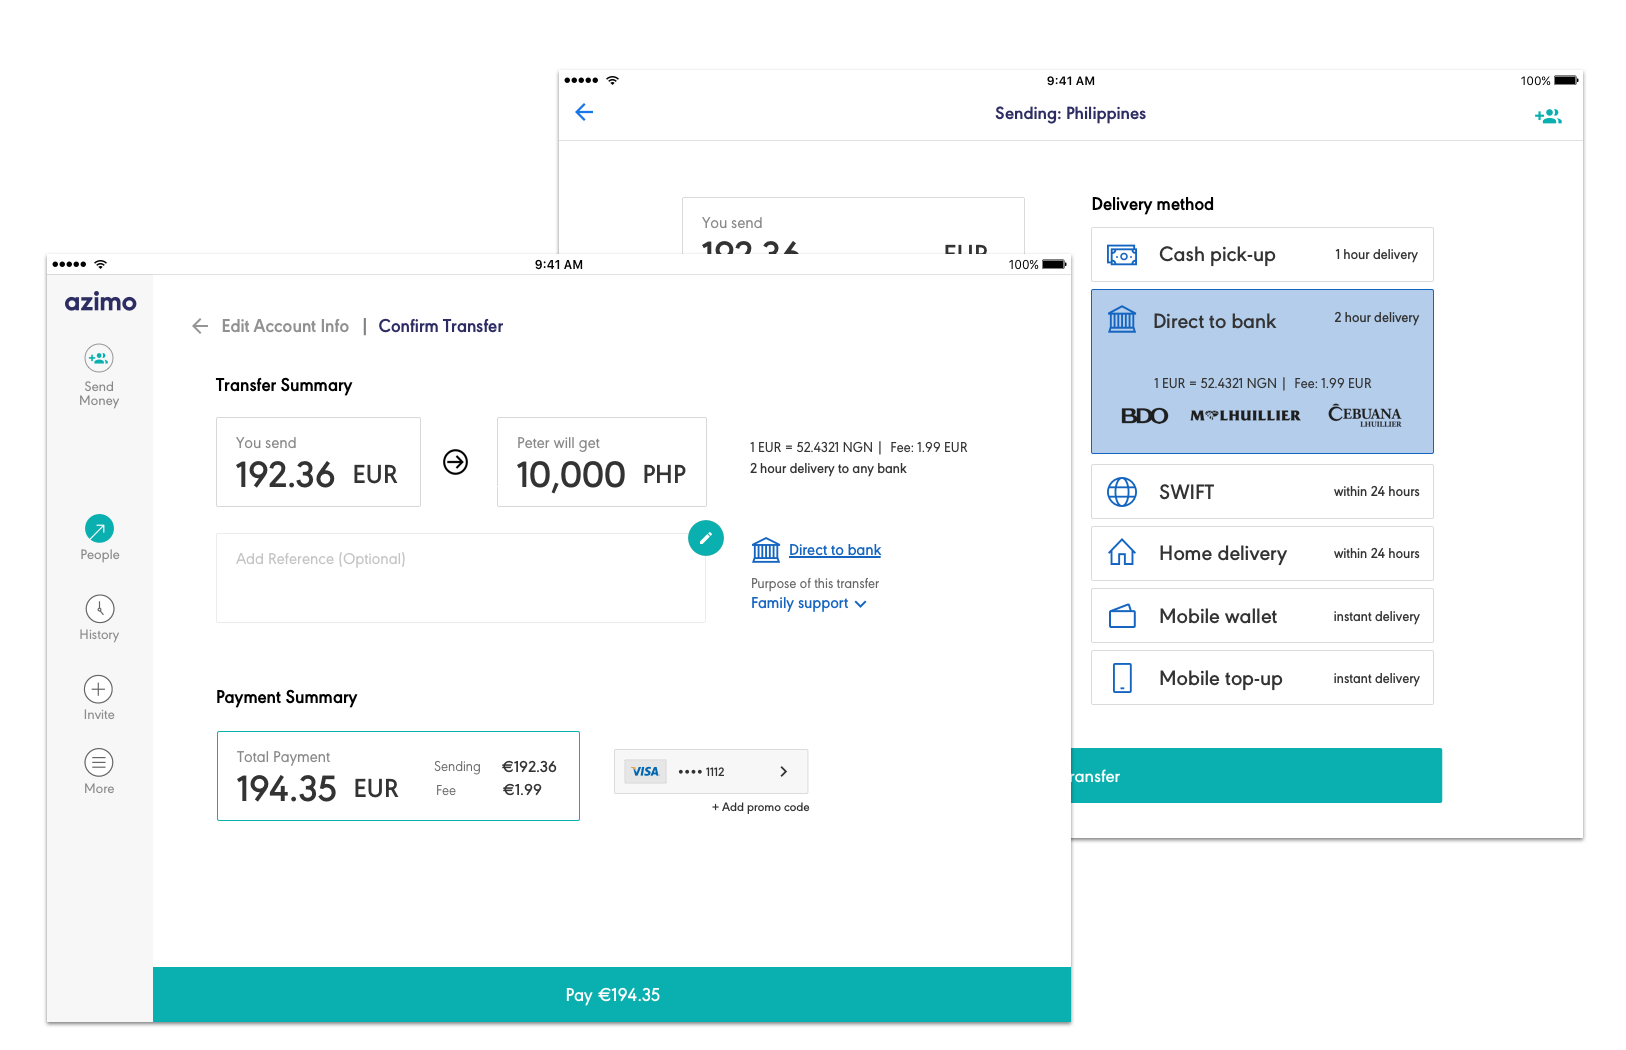 9:41 AM
100%
Sending: Philippines
You send
192.36 EUR
Delivery method
Cash pick-up 1 hour delivery
Direct to bank 2 hour delivery
1 EUR = 52.4321 NGN | Fee: 1.99 EUR
BDO MLHUILLIER CEBUANA
LHUILLIER
SWIFT within 24 hours
Home delivery within 24 hours
Mobile wallet instant delivery
Mobile top-up instant delivery
ransfer
9:41 AM
100%
azimo
Send
Money
People
History
Invite
More
Edit Account Info | Confirm Transfer
Transfer Summary
You send
192.36 EUR
Peter will get
10,000 PHP
1 EUR = 52.4321 NGN | Fee: 1.99 EUR
2 hour delivery to any bank
Add Reference (Optional)
Direct to bank
Purpose of this transfer
Family support
Payment Summary
Total Payment
194.35 EUR
Sending €192.36
Fee €1.99
VISA •••• 1112
+ Add promo code
Pay €194.35